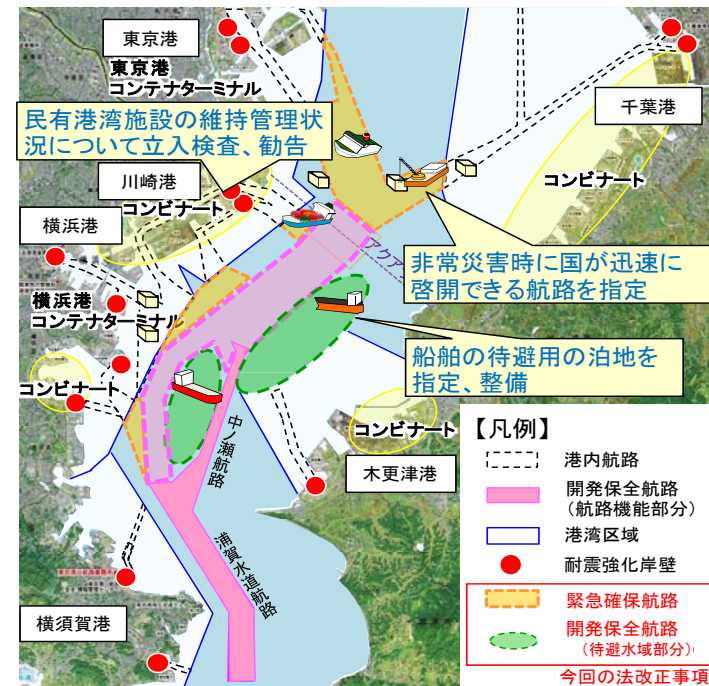 東京港
東京港
コンテナターミナル
千葉港
民有港湾施設の維持管理状
況について立入検査、勧告
川崎港
コンビナート
コンビナート
横浜港
アクア
非常災害時に国が迅速に
啓開できる航路を指定
横浜港
コンテナターミナル
船舶の待避用の泊地を
指定、整備
コンビナート
コンビナート
中ノ瀬航路
木更津港
浦賀水道航路
横須賀港
【凡例】
港内航路
開発保全航路
（航路機能部分）
港湾区域
耐震強化岸壁
緊急確保航路
開発保全航路
（待避水域部分）
今回の法改正事項